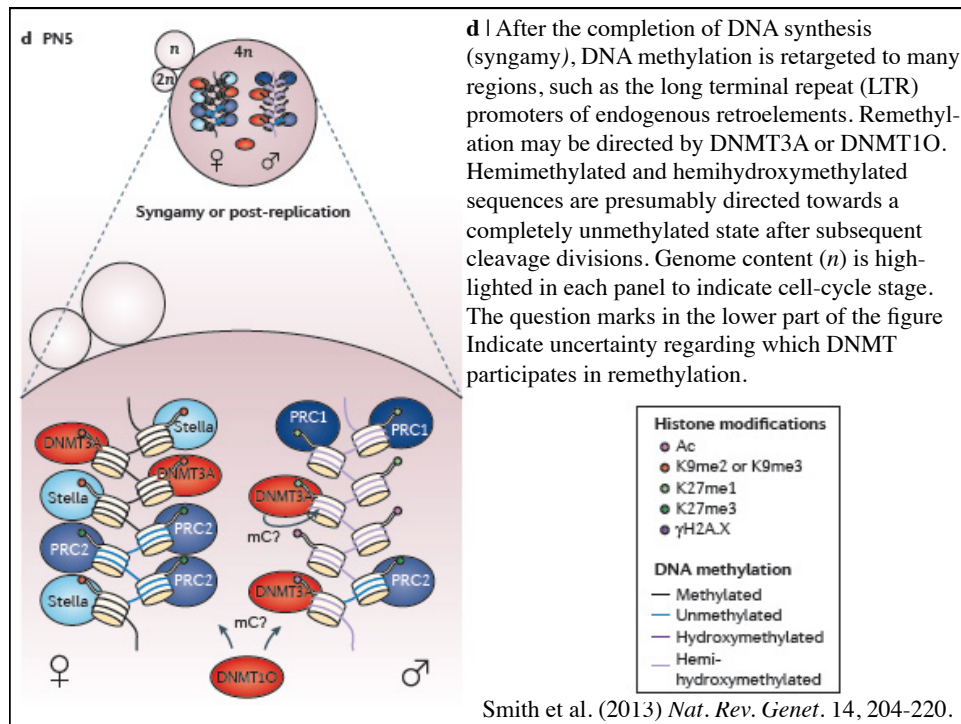 d PN5
n
2n
4n
♀ ♂
Syngamy or post-replication
DNMT3A
Stella
DNMT3A
Stella
PRC2
PRC2
PRC2
Stella
PRC1
PRC1
DNMT3A
mC?
DNMT3A
PRC2
mC?
DNMT1O
♀ ♂
d | After the completion of DNA synthesis
(syngamy), DNA methylation is retargeted to many
regions, such as the long terminal repeat (LTR)
promoters of endogenous retroelements. Remethyl-
ation may be directed by DNMT3A or DNMT1O.
Hemimethylated and hemihydroxymethylated
sequences are presumably directed towards a
completely unmethylated state after subsequent
cleavage divisions. Genome content (n) is high-
lighted in each panel to indicate cell-cycle stage.
The question marks in the lower part of the figure
Indicate uncertainty regarding which DNMT
participates in remethylation.
Histone modifications
Ac
K9me2 or K9me3
K27me1
K27me3
γH2A.X
DNA methylation
Methylated
Unmethylated
Hydroxymethylated
Hemi-
hydroxymethylated
Smith et al. (2013) Nat. Rev. Genet. 14, 204-220.